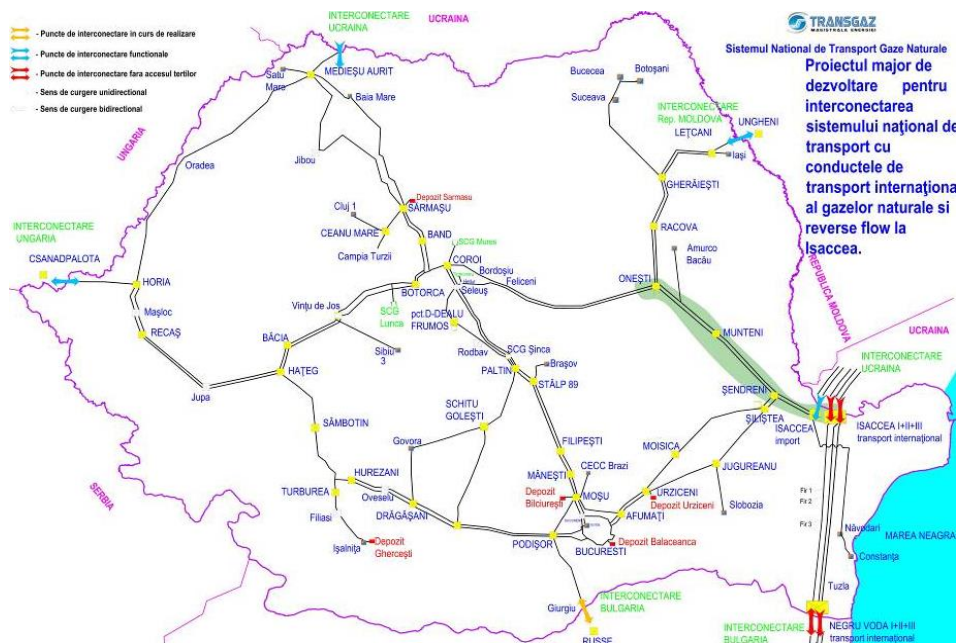 INTERCONECTARE
UCRAINA
UCRAINA
TRANSGAZ
MAGISTRALA ENERGIEI
- Puncte de interconectare in curs de realizare
- Puncte de interconectare functionale
- Puncte de interconectare fara accesul tertilor
- Sens de curgere unidirectional
- Sens de curgere bidirectional
Sistemul National de Transport Gaze Naturale
Proiectul major de
dezvoltare pentru
interconectarea
sistemului naţional de
transport cu
conductele de
transport internaţiona
al gazelor naturale si
reverse flow la
Isaccea.
MEDIEŞU AURIT
Satu
Mare
Baia Mare
Bucecea
Botoşani
Suceava
INTERCONECTARE
Rep. MOLDOVA
UNGHENI
LEŢCANI
Iaşi
UNGARIA
Oradea
Jibou
GHERĂIEŞTI
Depozit Sarmasu
SĂRMAŞU
Cluj 1
CEANU MARE
Campia Turzii
BAND
SCG Mures
COROI
RACOVA
Amurco
Bacău
REPUBLICA MOLDOVA
INTERCONECTARE
UNGARIA
CSANADPALOTA
HORIA
Maşloc
RECAŞ
Bordoşiu
Feliceni
Seleuş
BOTORCA
ONEŞTI
Vinţu de Jos
SCG
Lunca
pct.D-DEALU
FRUMOS
MUNTENI
UCRAINA
BĂCIA
Sibiu
3
Rodbav
SCG Şinca
PALTIN
Braşov
STÂLP 89
INTERCONECTARE
UCRAINA
HAŢEG
Jupa
ŞENDRENI
SILIŞTEA
ISACCEA
import
ISACCEA I+II+III
transport internaţional
SCHITU
GOLEŞTI
SÂMBOTIN
Govora
FILIPEŞTI
MOISICA
JUGUREANU
SERBIA
HUREZANI
TURBUREA
Oveselu
DRĂGĂŞANI
MĂNEŞTI
CECC Brazi
Depozit
Bilciureşti
MOŞU
URZICENI
Depozit Urziceni
Slobozia
Fir 1
Fir 2
Fir 3
Filiasi
Işalniţa
Depozit
Ghercești
AFUMAŢI
PODIŞOR
BUCURESTI
Depozit Balaceanca
Năvodari
MAREA NEAGRA
Constanţa
Tuzla
Giurgiu
INTERCONECTARE
BULGARIA
RUSSE
INTERCONECTARE
BULGARIA
NEGRU VODA I+II+III
transport internaţional